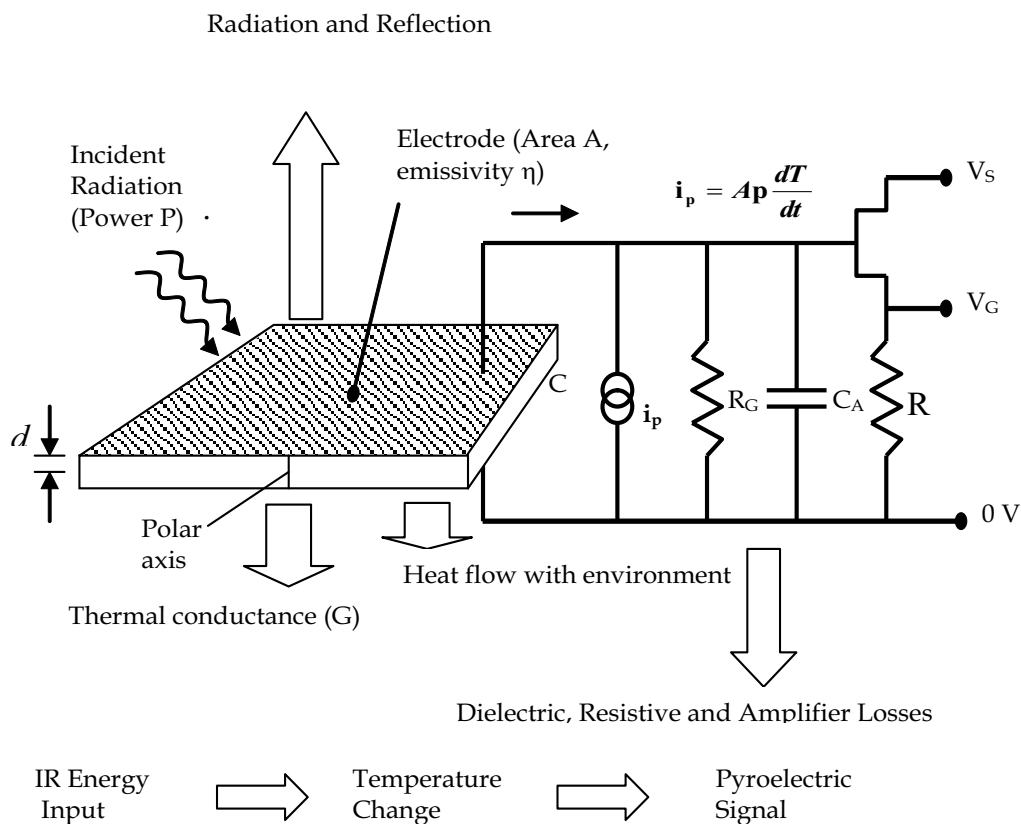 Radiation and Reflection
Incident
Radiation
(Power P)
Electrode (Area A,
emissivity η)
i_p = Ap dT/dt
V_S
V_G
C
i_p
R_G
C_A
R
d
0 V
Polar
axis
Heat flow with environment
Thermal conductance (G)
Dielectric, Resistive and Amplifier Losses
IR Energy
Input
Temperature
Change
Pyroelectric
Signal